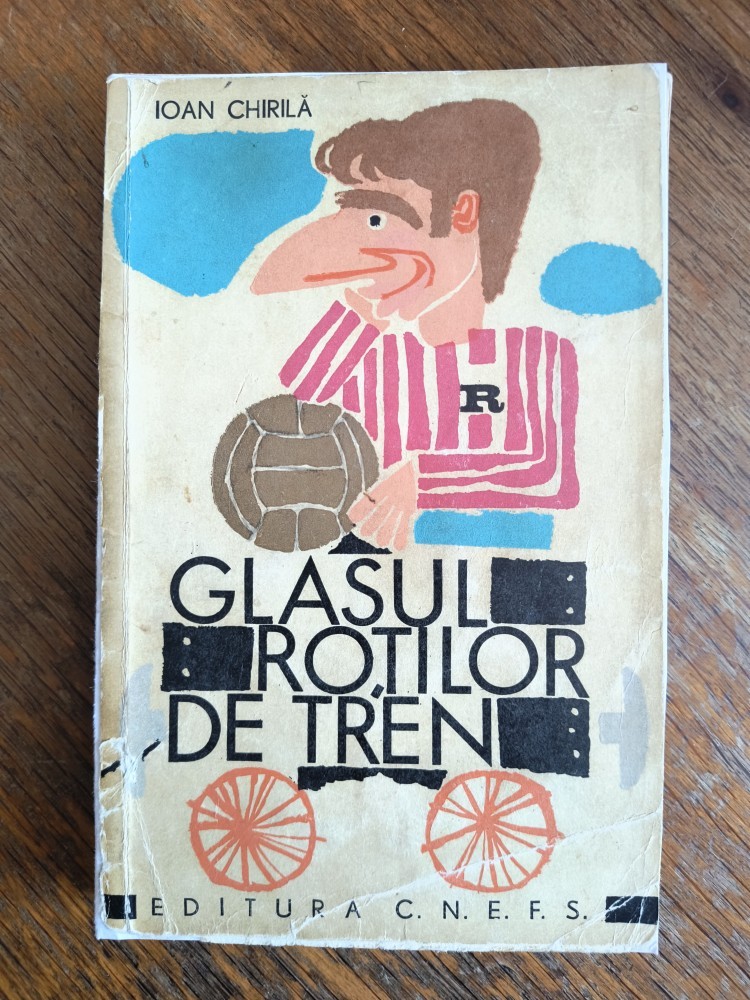 IOAN CHIRILĂ
R
GLASUL
ROȚILOR
DE TREN
EDITURA C.N.E.F.S.